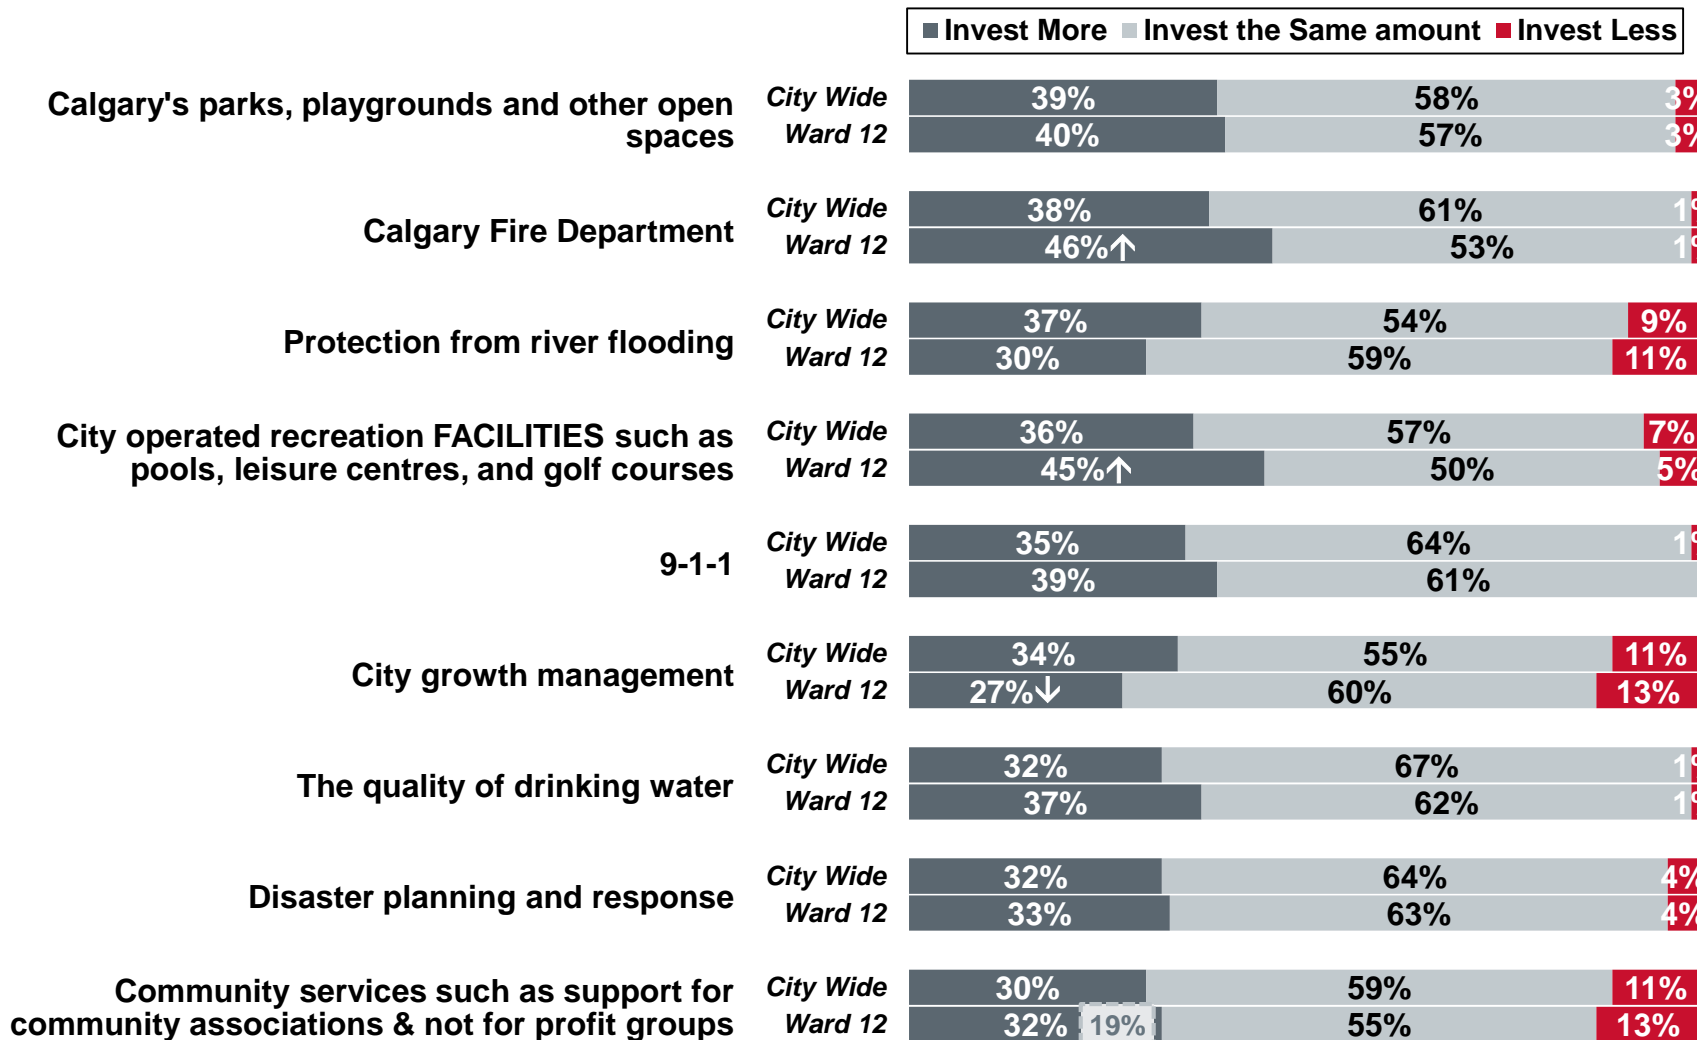 Invest More Invest the Same amount Invest Less
Calgary's parks, playgrounds and other open
spaces
City Wide 39% 58% 3%
Ward 12 40% 57% 3%
Calgary Fire Department
City Wide 38% 61% 1%
Ward 12 46%↑ 53% 1%
Protection from river flooding
City Wide 37% 54% 9%
Ward 12 30% 59% 11%
City operated recreation FACILITIES such as
pools, leisure centres, and golf courses
City Wide 36% 57% 7%
Ward 12 45%↑ 50% 5%
9-1-1
City Wide 35% 64% 1%
Ward 12 39% 61%
City growth management
City Wide 34% 55% 11%
Ward 12 27%↓ 60% 13%
The quality of drinking water
City Wide 32% 67% 1%
Ward 12 37% 62% 1%
Disaster planning and response
City Wide 32% 64% 4%
Ward 12 33% 63% 4%
Community services such as support for
community associations & not for profit groups
City Wide 30% 59% 11%
Ward 12 32% 19% 55% 13%